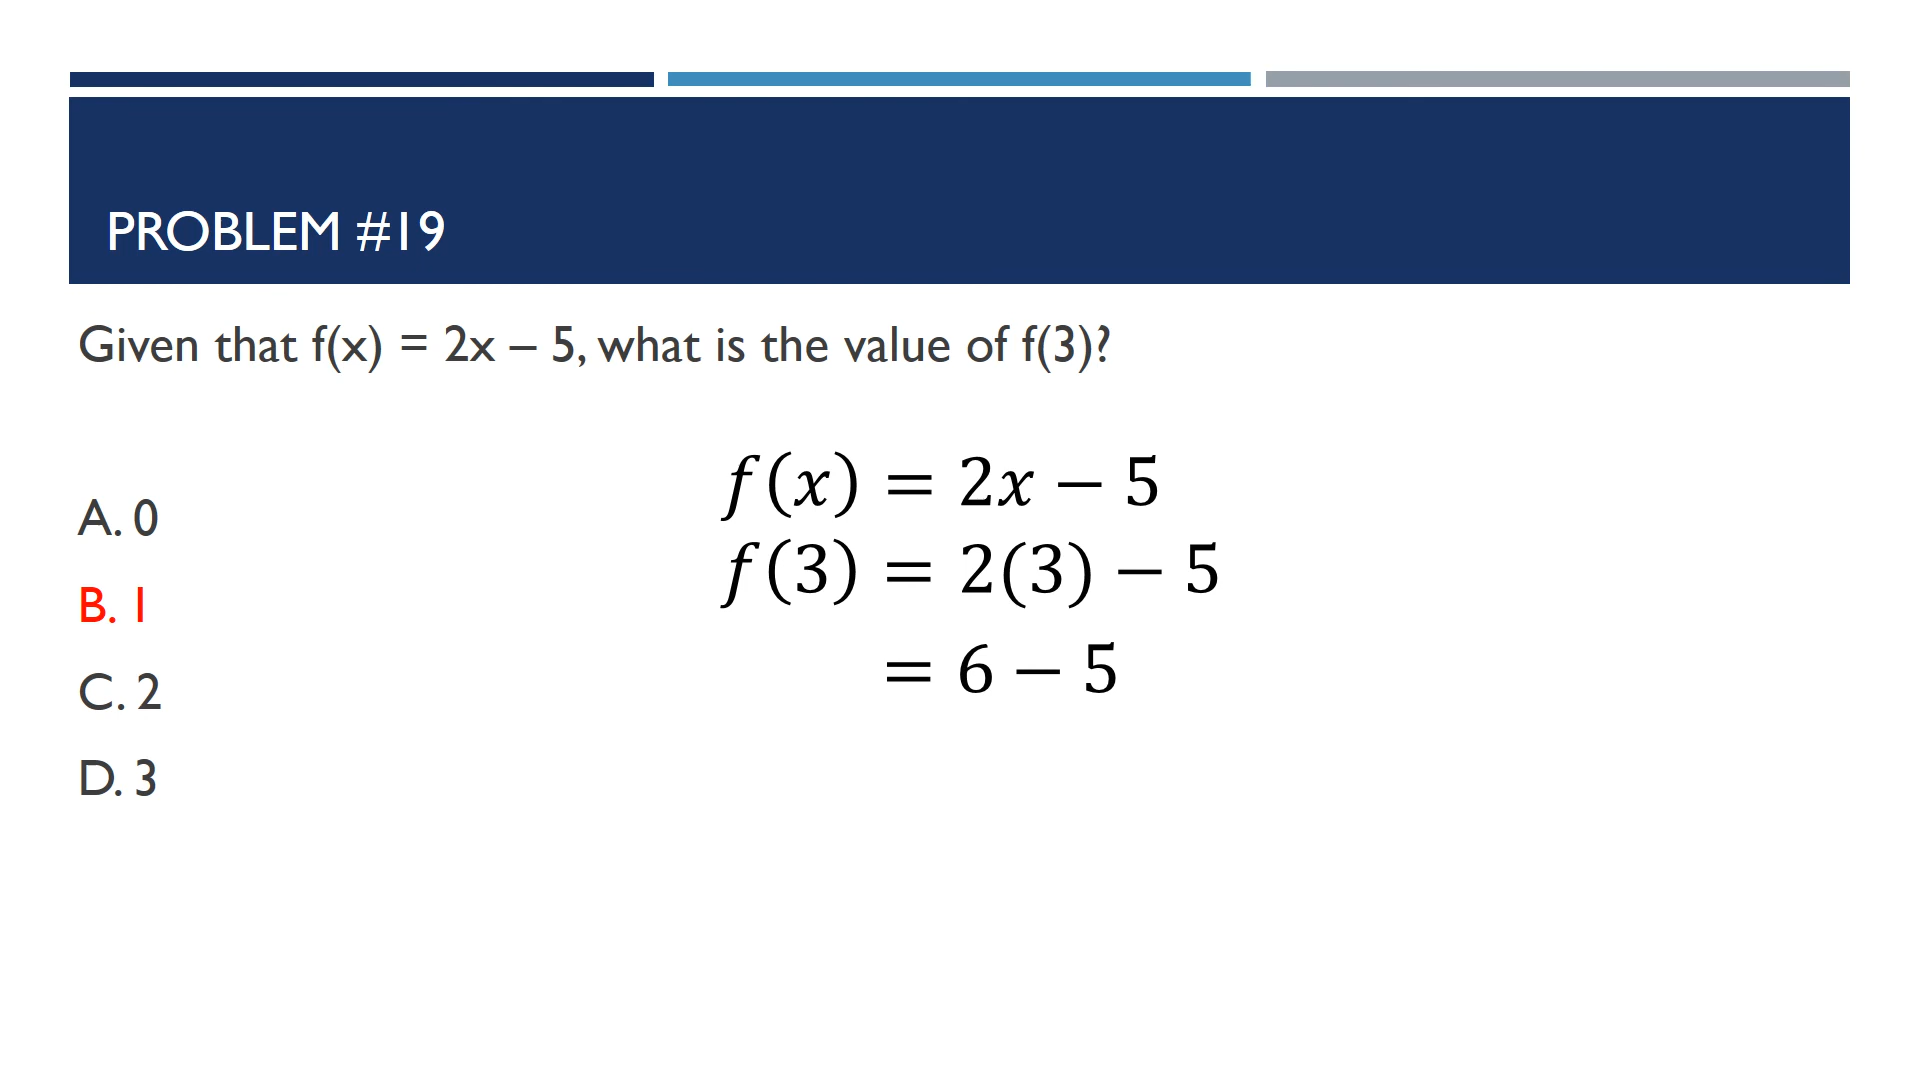 PROBLEM #19
Given that f(x) = 2x – 5, what is the value of f(3)?
A. 0
B. 1
C. 2
D. 3
f(x) = 2x − 5
f(3) = 2(3) − 5
= 6 − 5